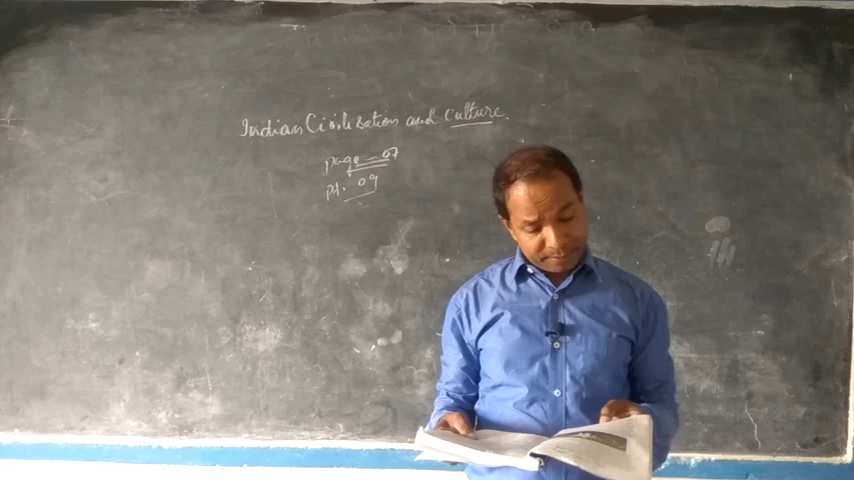 Indian Civilisation and culture.
page - 07
pt. 09